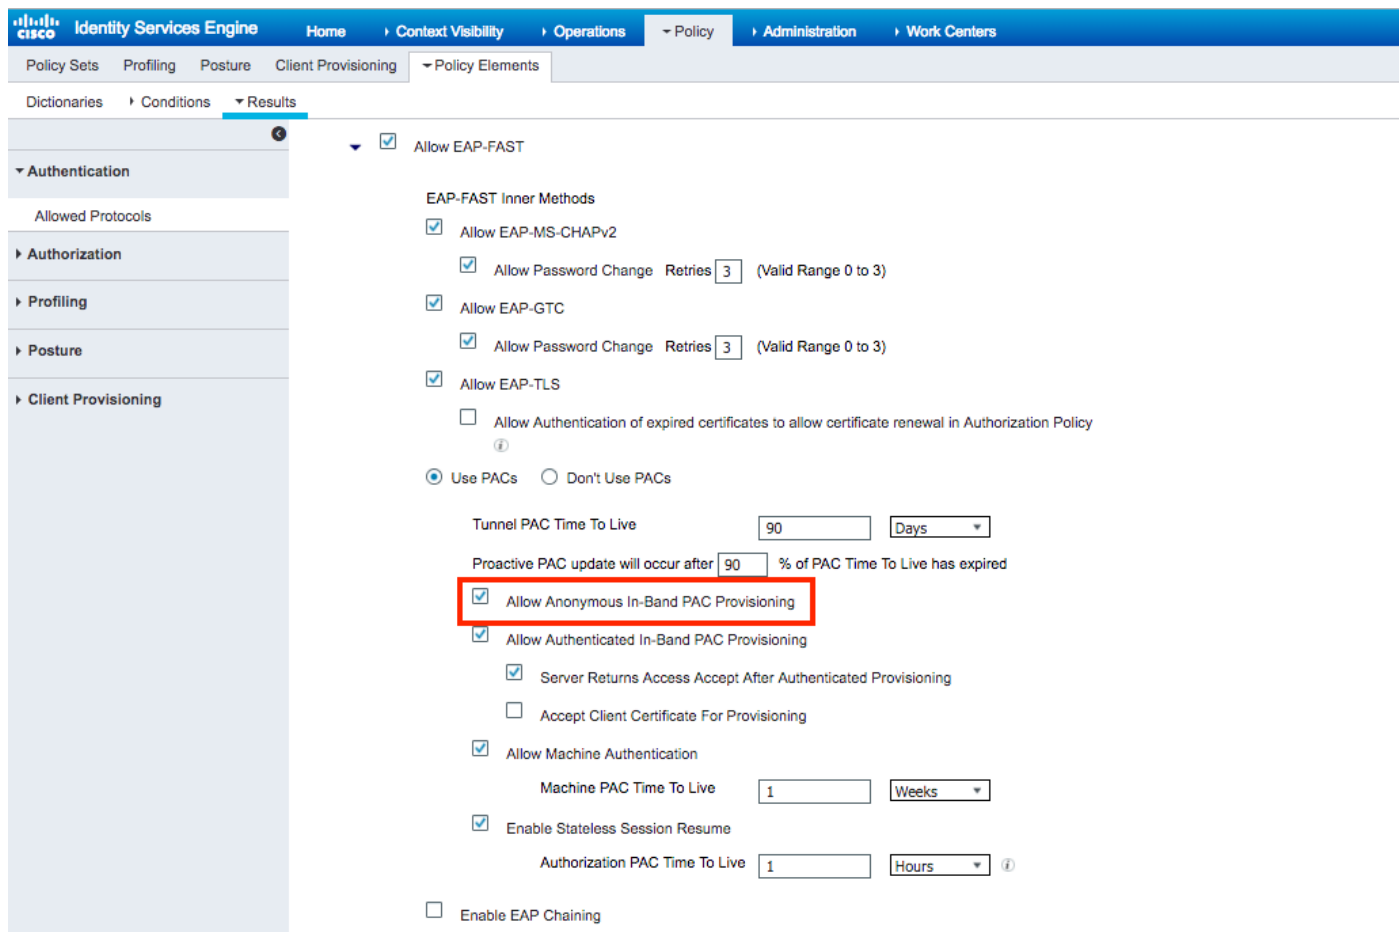 cisco Identity Services Engine Home Context Visibility Operations Policy Administration Work Centers
Policy Sets Profiling Posture Client Provisioning Policy Elements
Dictionaries Conditions Results
Authentication
Allowed Protocols
Authorization
Profiling
Posture
Client Provisioning
Allow EAP-FAST
EAP-FAST Inner Methods
Allow EAP-MS-CHAPv2
Allow Password Change Retries 3 (Valid Range 0 to 3)
Allow EAP-GTC
Allow Password Change Retries 3 (Valid Range 0 to 3)
Allow EAP-TLS
Allow Authentication of expired certificates to allow certificate renewal in Authorization Policy
i
Use PACs Don't Use PACs
Tunnel PAC Time To Live 90 Days
Proactive PAC update will occur after 90 % of PAC Time To Live has expired
Allow Anonymous In-Band PAC Provisioning
Allow Authenticated In-Band PAC Provisioning
Server Returns Access Accept After Authenticated Provisioning
Accept Client Certificate For Provisioning
Allow Machine Authentication
Machine PAC Time To Live 1 Weeks
Enable Stateless Session Resume
Authorization PAC Time To Live 1 Hours i
Enable EAP Chaining